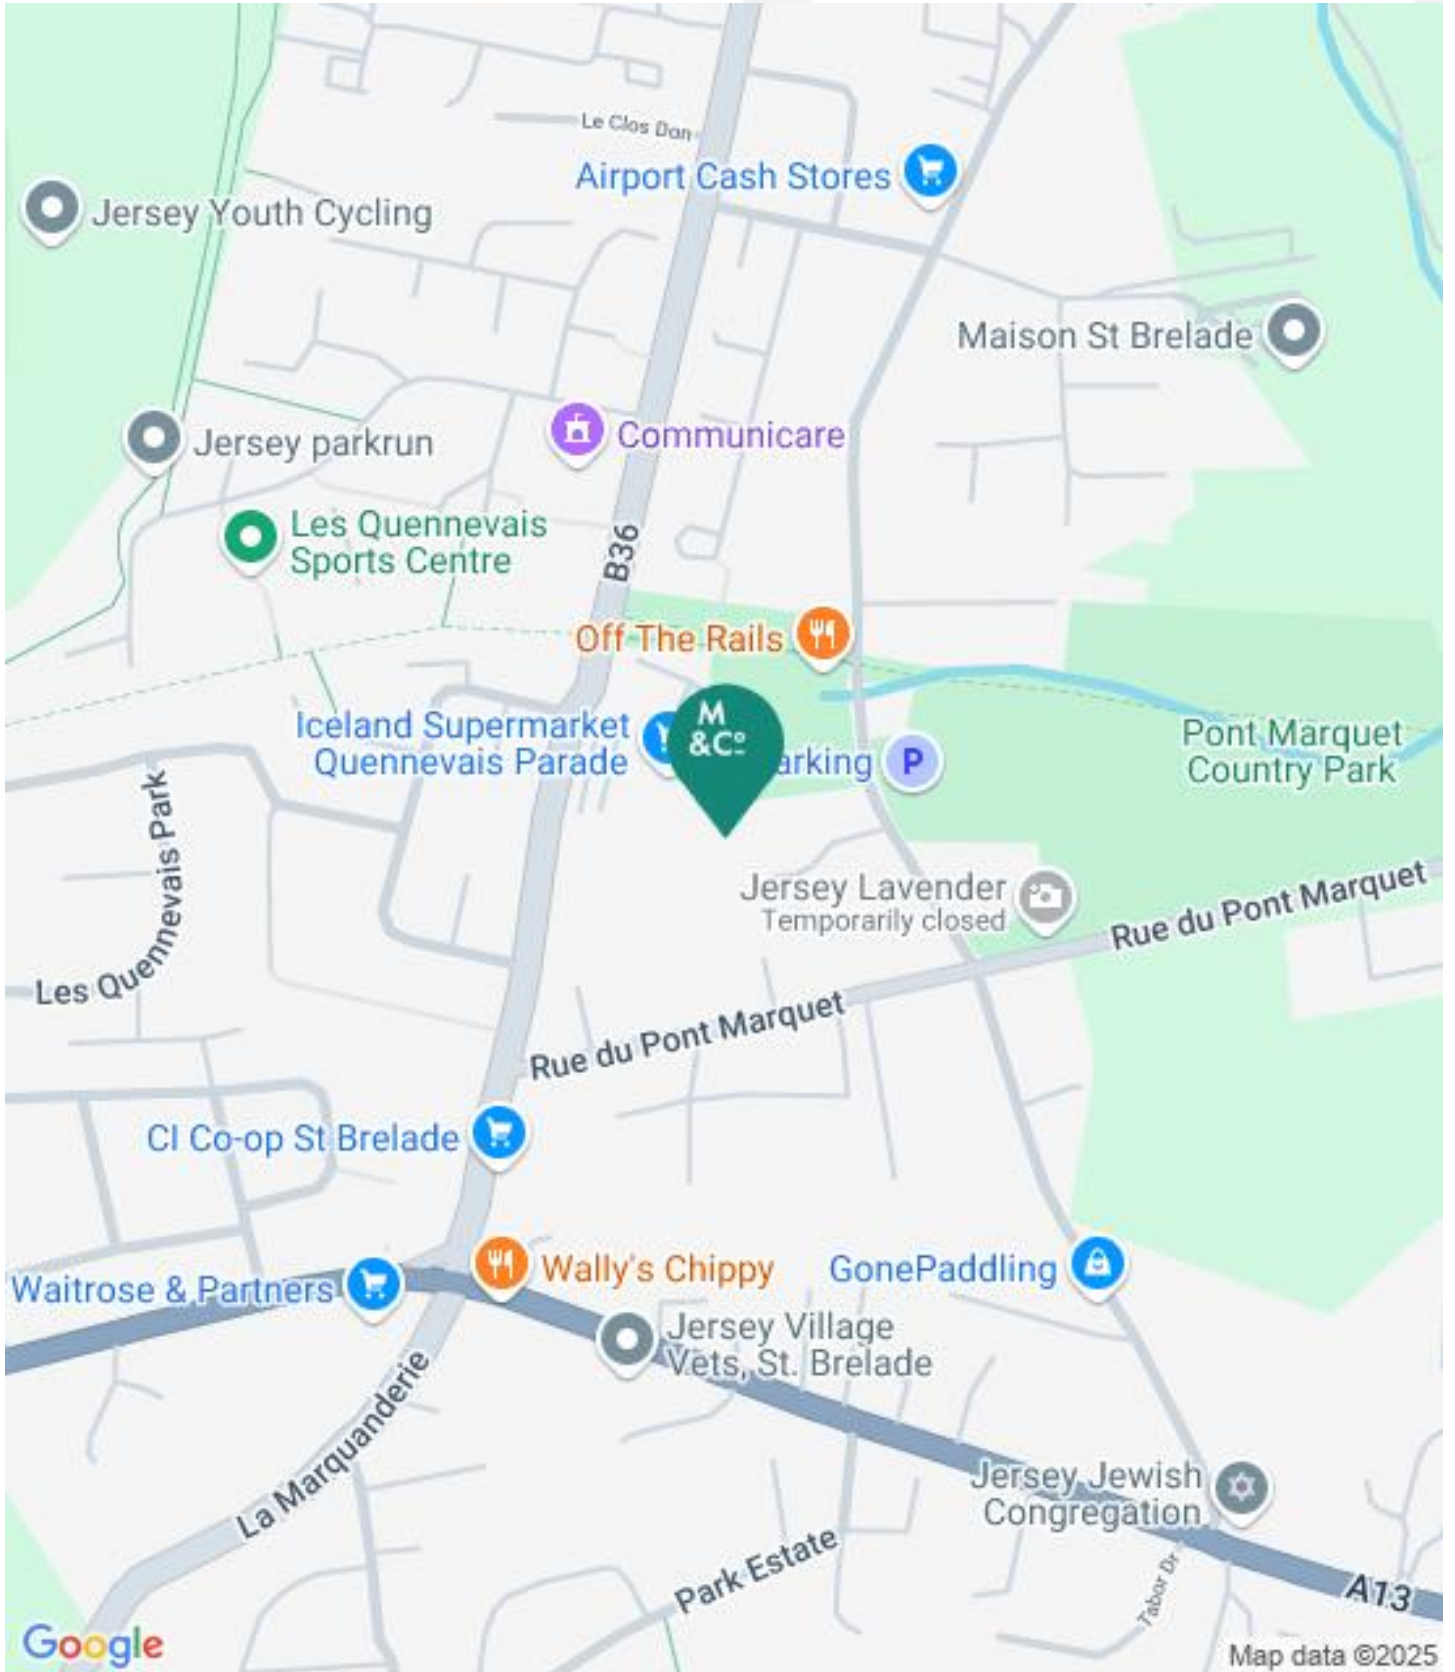 Le Clos Don
Airport Cash Stores
Jersey Youth Cycling
Maison St Brelade
Communicare
Jersey parkrun
Les Quennevais
Sports Centre
B36
Off The Rails
M
&Cº
Iceland Supermarket
Quennevais Parade
arking
P
Pont Marquet
Country Park
Les Quennevais Park
Jersey Lavender
Temporarily closed
Rue du Pont Marquet
Rue du Pont Marquet
CI Co-op St Brelade
Wally's Chippy
GonePaddling
Waitrose & Partners
Jersey Village
Vets, St. Brelade
La Marquanderie
Jersey Jewish
Congregation
Park Estate
Tabor Dr
A13
Google
Map data ©2025